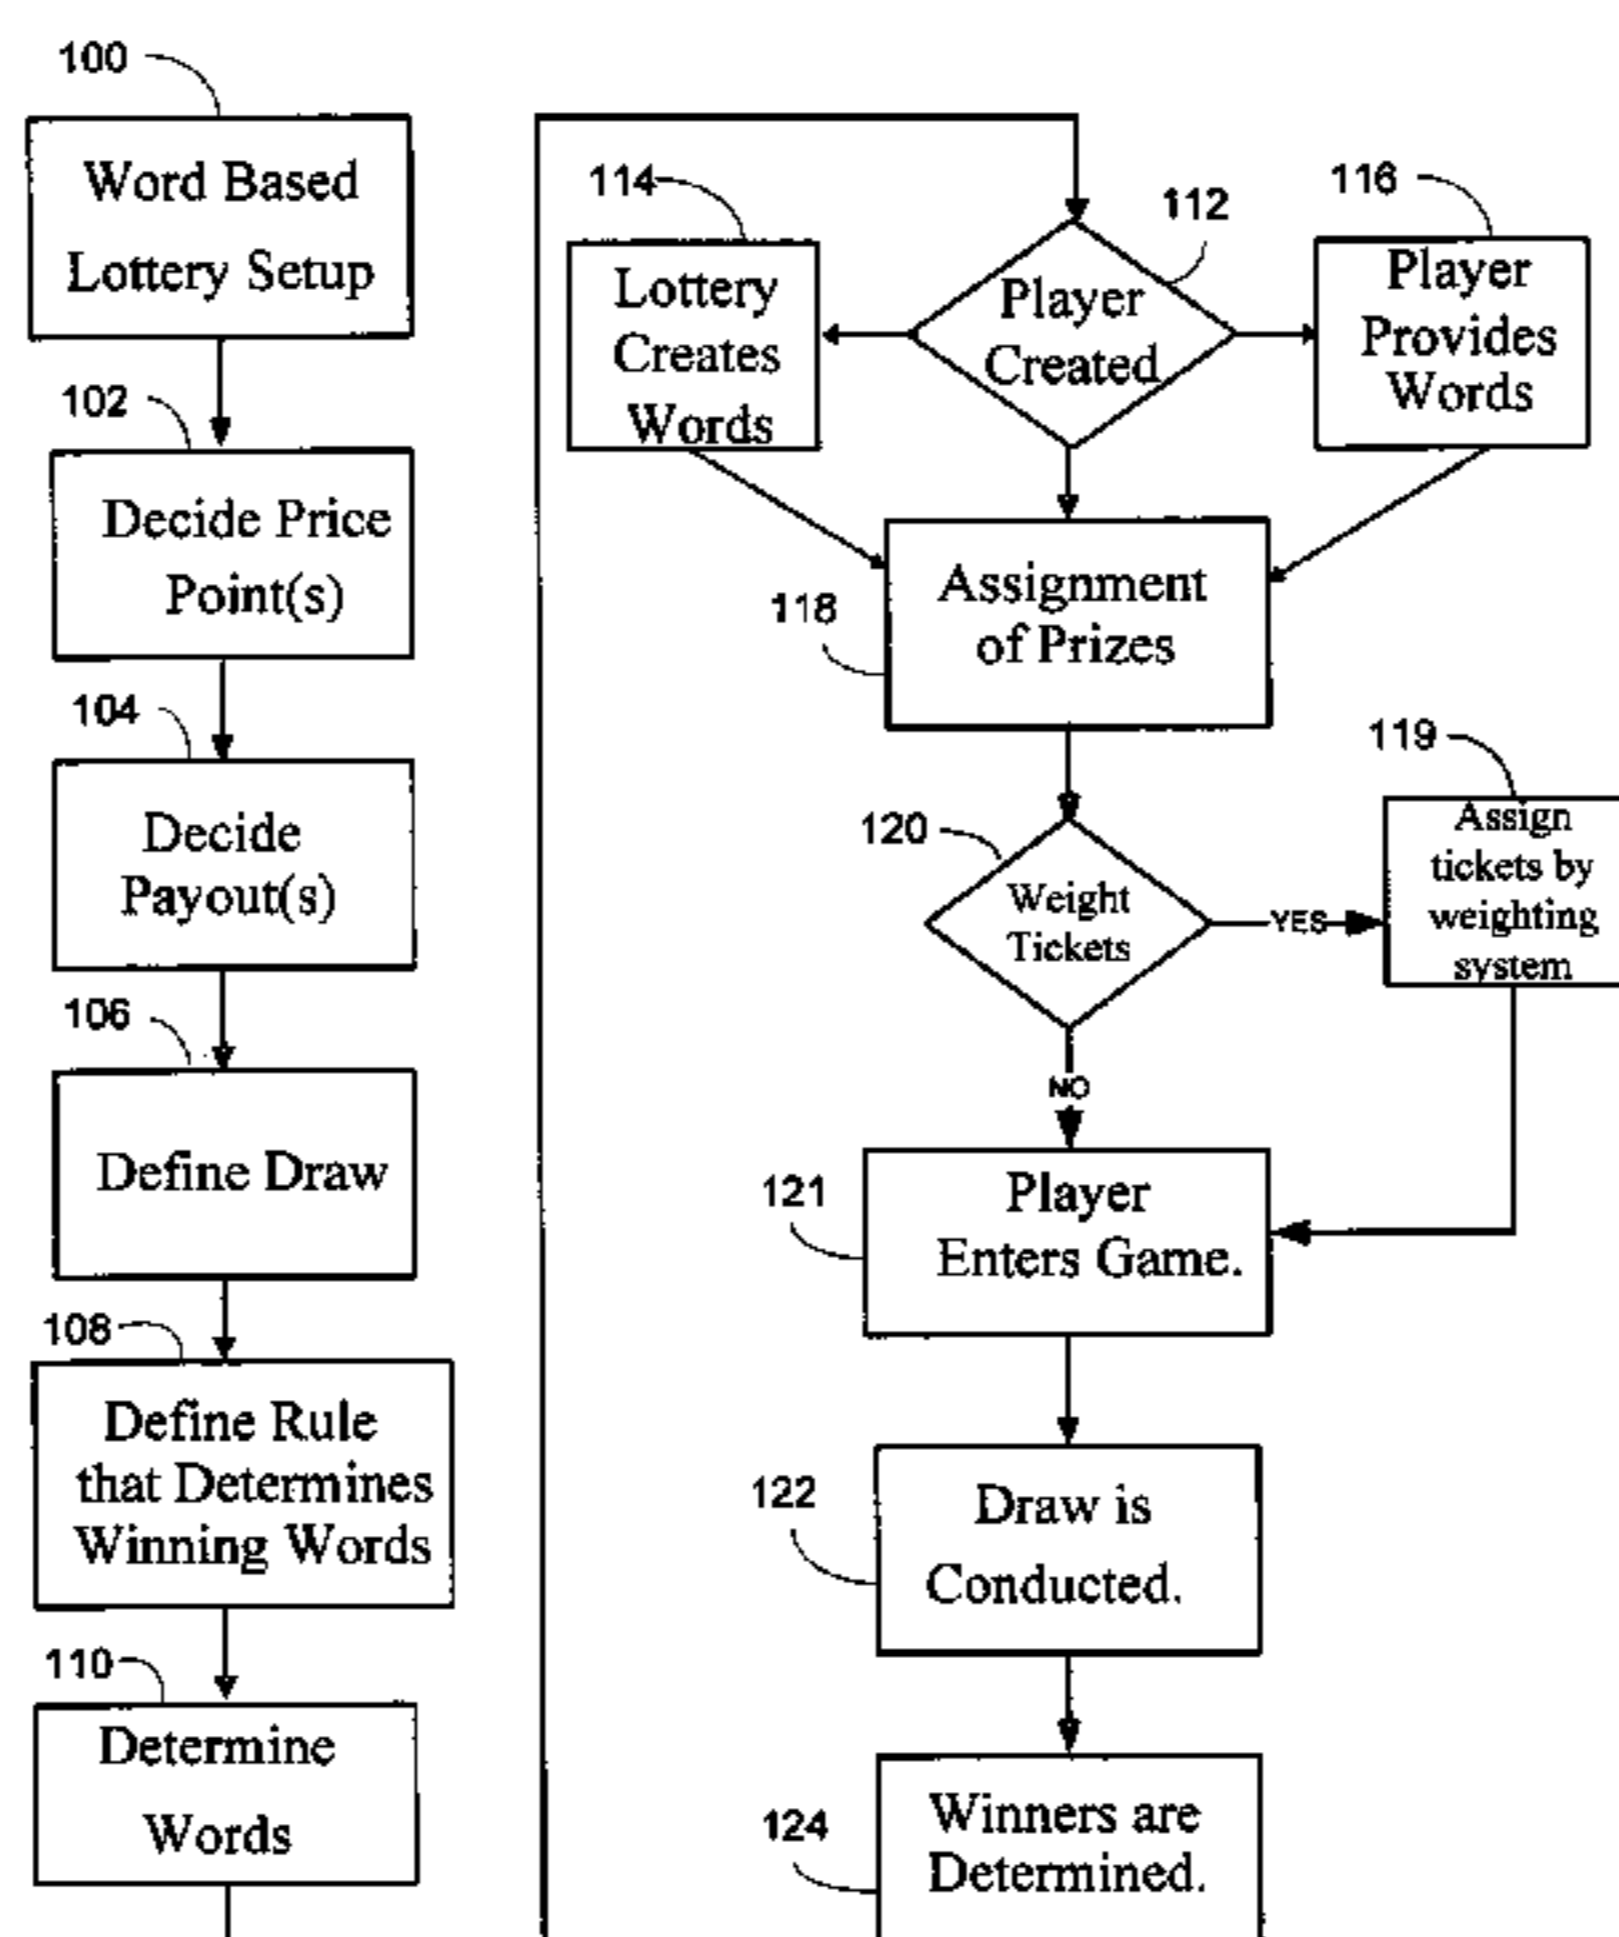 100
Word Based
Lottery Setup
102
Decide Price
Point(s)
104
Decide
Payout(s)
106
Define Draw
108
Define Rule
that Determines
Winning Words
110
Determine
Words
112
Player
Created
114
Lottery
Creates
Words
116
Player
Provides
Words
118
Assignment
of Prizes
120
Weight
Tickets
YES
119
Assign
tickets by
weighting
system
NO
121
Player
Enters Game.
122
Draw is
Conducted.
124
Winners are
Determined.